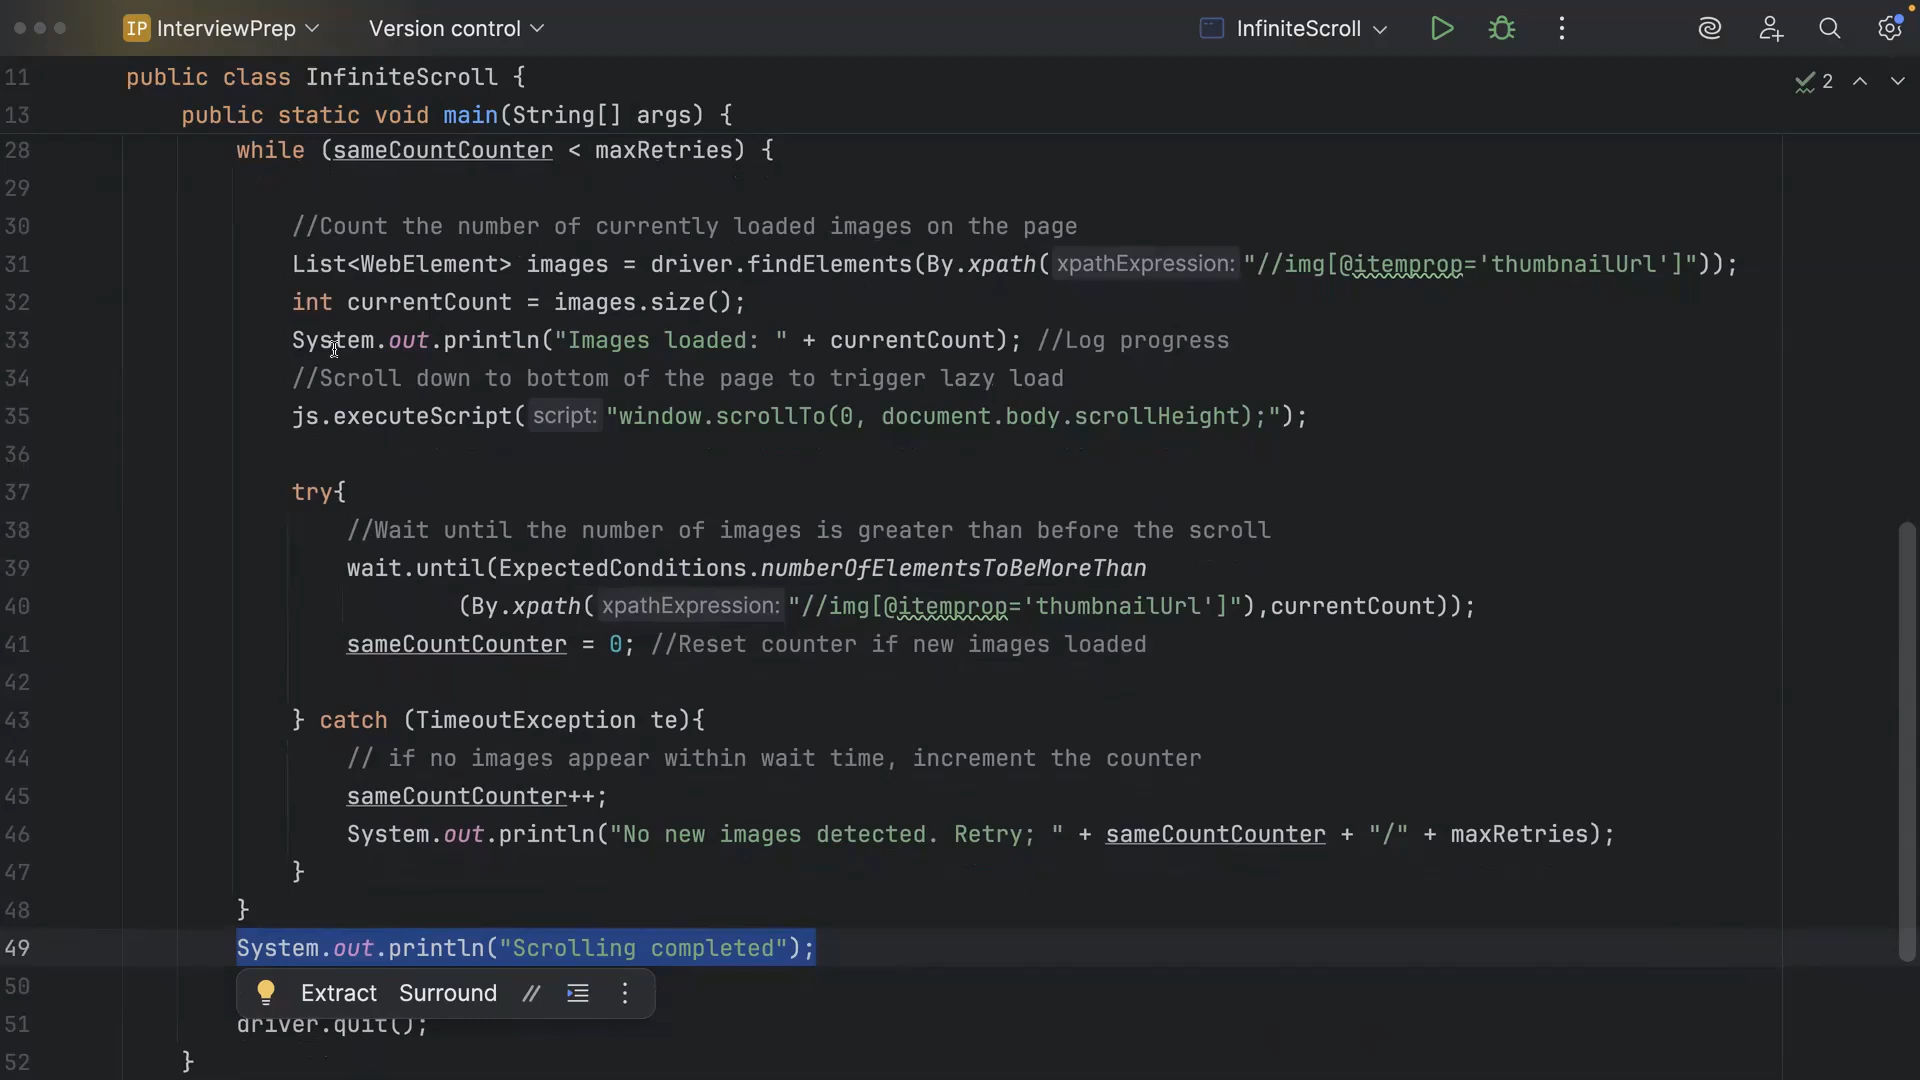 IP InterviewPrep Version control InfiniteScroll
11 public class InfiniteScroll { 2
13 public static void main(String[] args) {
28 while (sameCountCounter < maxRetries) {
29
30 //Count the number of currently loaded images on the page
31 List<WebElement> images = driver.findElements(By.xpath( xpathExpression: "//img[@itemprop='thumbnailUrl']"));
32 int currentCount = images.size();
33 System.out.println("Images loaded: " + currentCount); //Log progress
34 //Scroll down to bottom of the page to trigger lazy load
35 js.executeScript( script: "window.scrollTo(0, document.body.scrollHeight);");
36
37 try{
38 //Wait until the number of images is greater than before the scroll
39 wait.until(ExpectedConditions.numberOfElementsToBeMoreThan
40 (By.xpath( xpathExpression: "//img[@itemprop='thumbnailUrl']"),currentCount));
41 sameCountCounter = 0; //Reset counter if new images loaded
42
43 } catch (TimeoutException te){
44 // if no images appear within wait time, increment the counter
45 sameCountCounter++;
46 System.out.println("No new images detected. Retry; " + sameCountCounter + "/" + maxRetries);
47 }
48 }
49 System.out.println("Scrolling completed");
50 Extract Surround //
51 driver.quit();
52 }